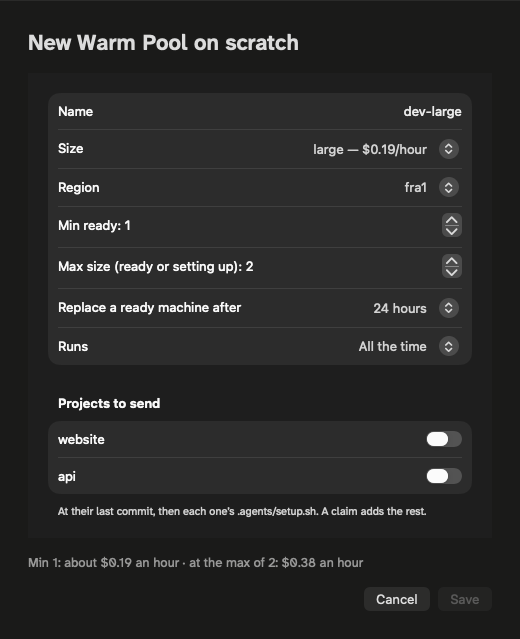 New Warm Pool on scratch
Name dev-large
Size large — $0.19/hour
Region fra1
Min ready: 1
Max size (ready or setting up): 2
Replace a ready machine after 24 hours
Runs All the time
Projects to send
website
api
At their last commit, then each one's .agents/setup.sh. A claim adds the rest.
Min 1: about $0.19 an hour · at the max of 2: $0.38 an hour
Cancel Save